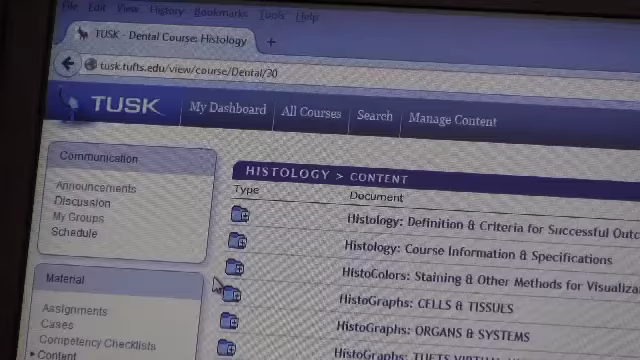 File Edit View History Bookmarks Tools Help
TUSK - Dental Course: Histology +
tusk.tufts.edu/view/course/Dental/30
TUSK My Dashboard All Courses Search Manage Content
Communication
Announcements
Discussion
My Groups
Schedule
Material
Assignments
Cases
Competency Checklists
Content
HISTOLOGY > CONTENT
Type Document
Histology: Definition & Criteria for Successful
Histology: Course Information & Specifications
HistoColors: Staining & Other Methods for
HistoGraphs: CELLS & TISSUES
HistoGraphs: ORGANS & SYSTEMS
HistoGraphs: TUFTS